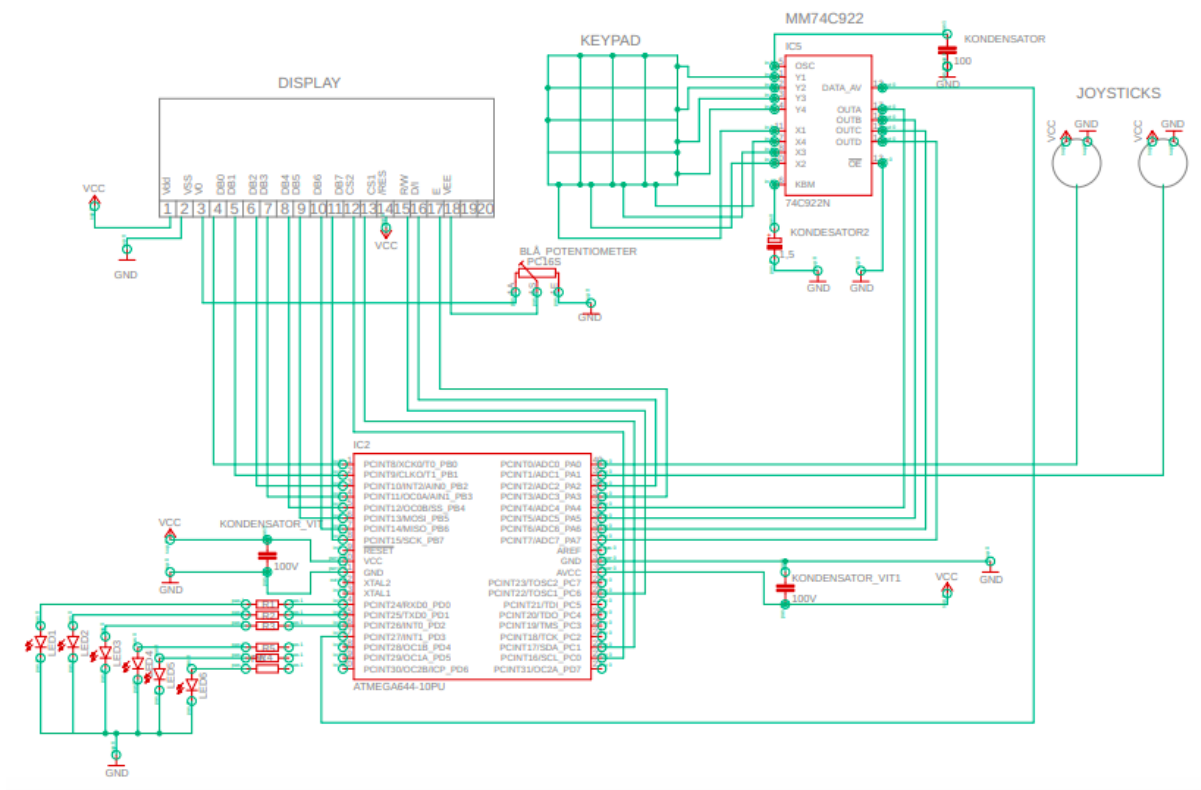 MM74C922
KEYPAD
IC5
KONDENSATOR
100
GND
OSC
Y1
Y2
Y3
Y4
X1
X4
X3
X2
KBM
DATA_AV
OUTA
OUTB
OUTC
OUTD
OE
74C922N
JOYSTICKS
VCC
GND
VCC
GND
DISPLAY
Vdd
VSS
V0
DB0
DB1
DB2
DB3
DB4
DB5
DB6
DB7
CS2
CS1
/RES
R/W
D/I
E
VEE
1 2 3 4 5 6 7 8 9 10 11 12 13 14 15 16 17 18 19 20
VCC
GND
VCC
KONDESATOR2
1,5
GND
GND
BLÅ_POTENTIOMETER
PC16S
GND
IC2
PCINT8/XCK0/T0_PB0
PCINT9/CLKO/T1_PB1
PCINT10/INT2/AIN0_PB2
PCINT11/OC0A/AIN1_PB3
PCINT12/OC0B/SS_PB4
PCINT13/MOSI_PB5
PCINT14/MISO_PB6
PCINT15/SCK_PB7
RESET
VCC
GND
XTAL2
XTAL1
PCINT24/RXD0_PD0
PCINT25/TXD0_PD1
PCINT26/INT0_PD2
PCINT27/INT1_PD3
PCINT28/OC1B_PD4
PCINT29/OC1A_PD5
PCINT30/OC2B/ICP_PD6
PCINT0/ADC0_PA0
PCINT1/ADC1_PA1
PCINT2/ADC2_PA2
PCINT3/ADC3_PA3
PCINT4/ADC4_PA4
PCINT5/ADC5_PA5
PCINT6/ADC6_PA6
PCINT7/ADC7_PA7
AREF
GND
AVCC
PCINT23/TOSC2_PC7
PCINT22/TOSC1_PC6
PCINT21/TDI_PC5
PCINT20/TDO_PC4
PCINT19/TMS_PC3
PCINT18/TCK_PC2
PCINT17/SDA_PC1
PCINT16/SCL_PC0
PCINT31/OC2A_PD7
ATMEGA644-10PU
VCC
KONDENSATOR_VIT
100V
GND
KONDENSATOR_VIT1
100V
VCC
GND
R1
R2
R3
R5
LED1
LED2
LED3
LED4
LED5
LED6
GND